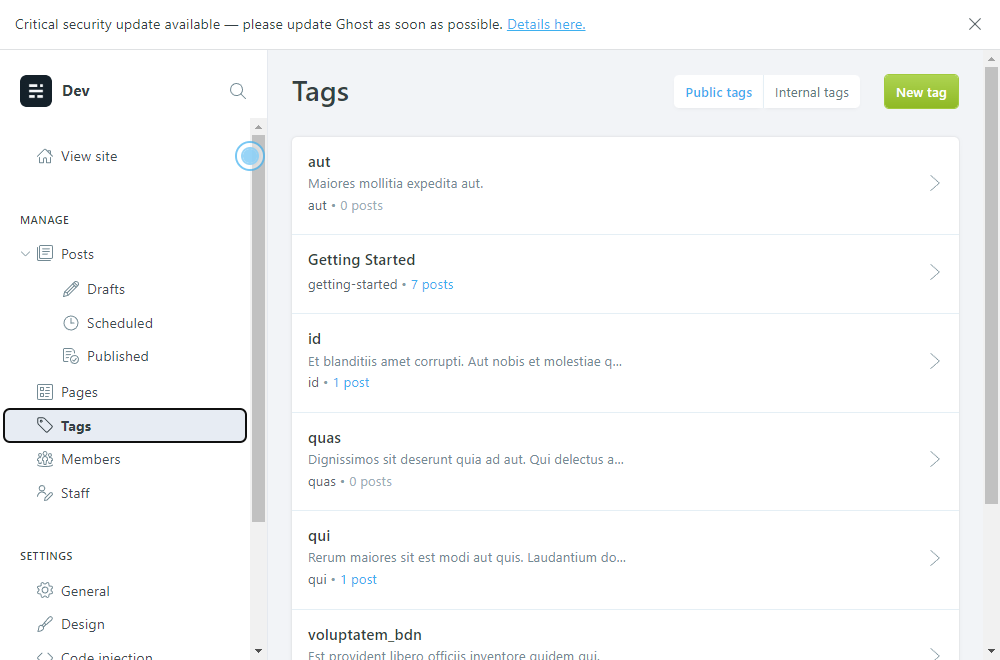 Critical security update available — please update Ghost as soon as possible. Details here.
Dev
View site
MANAGE
Posts
Drafts
Scheduled
Published
Pages
Tags
Members
Staff
SETTINGS
General
Design
Code injection
Tags
Public tags
Internal tags
New tag
aut
Maiores mollitia expedita aut.
aut • 0 posts
Getting Started
getting-started • 7 posts
id
Et blanditiis amet corrupti. Aut nobis et molestiae q...
id • 1 post
quas
Dignissimos sit deserunt quia ad aut. Qui delectus a...
quas • 0 posts
qui
Rerum maiores sit est modi aut quis. Laudantium do...
qui • 1 post
voluptatem_bdn
Est provident libero officiis inventore quidem qui.